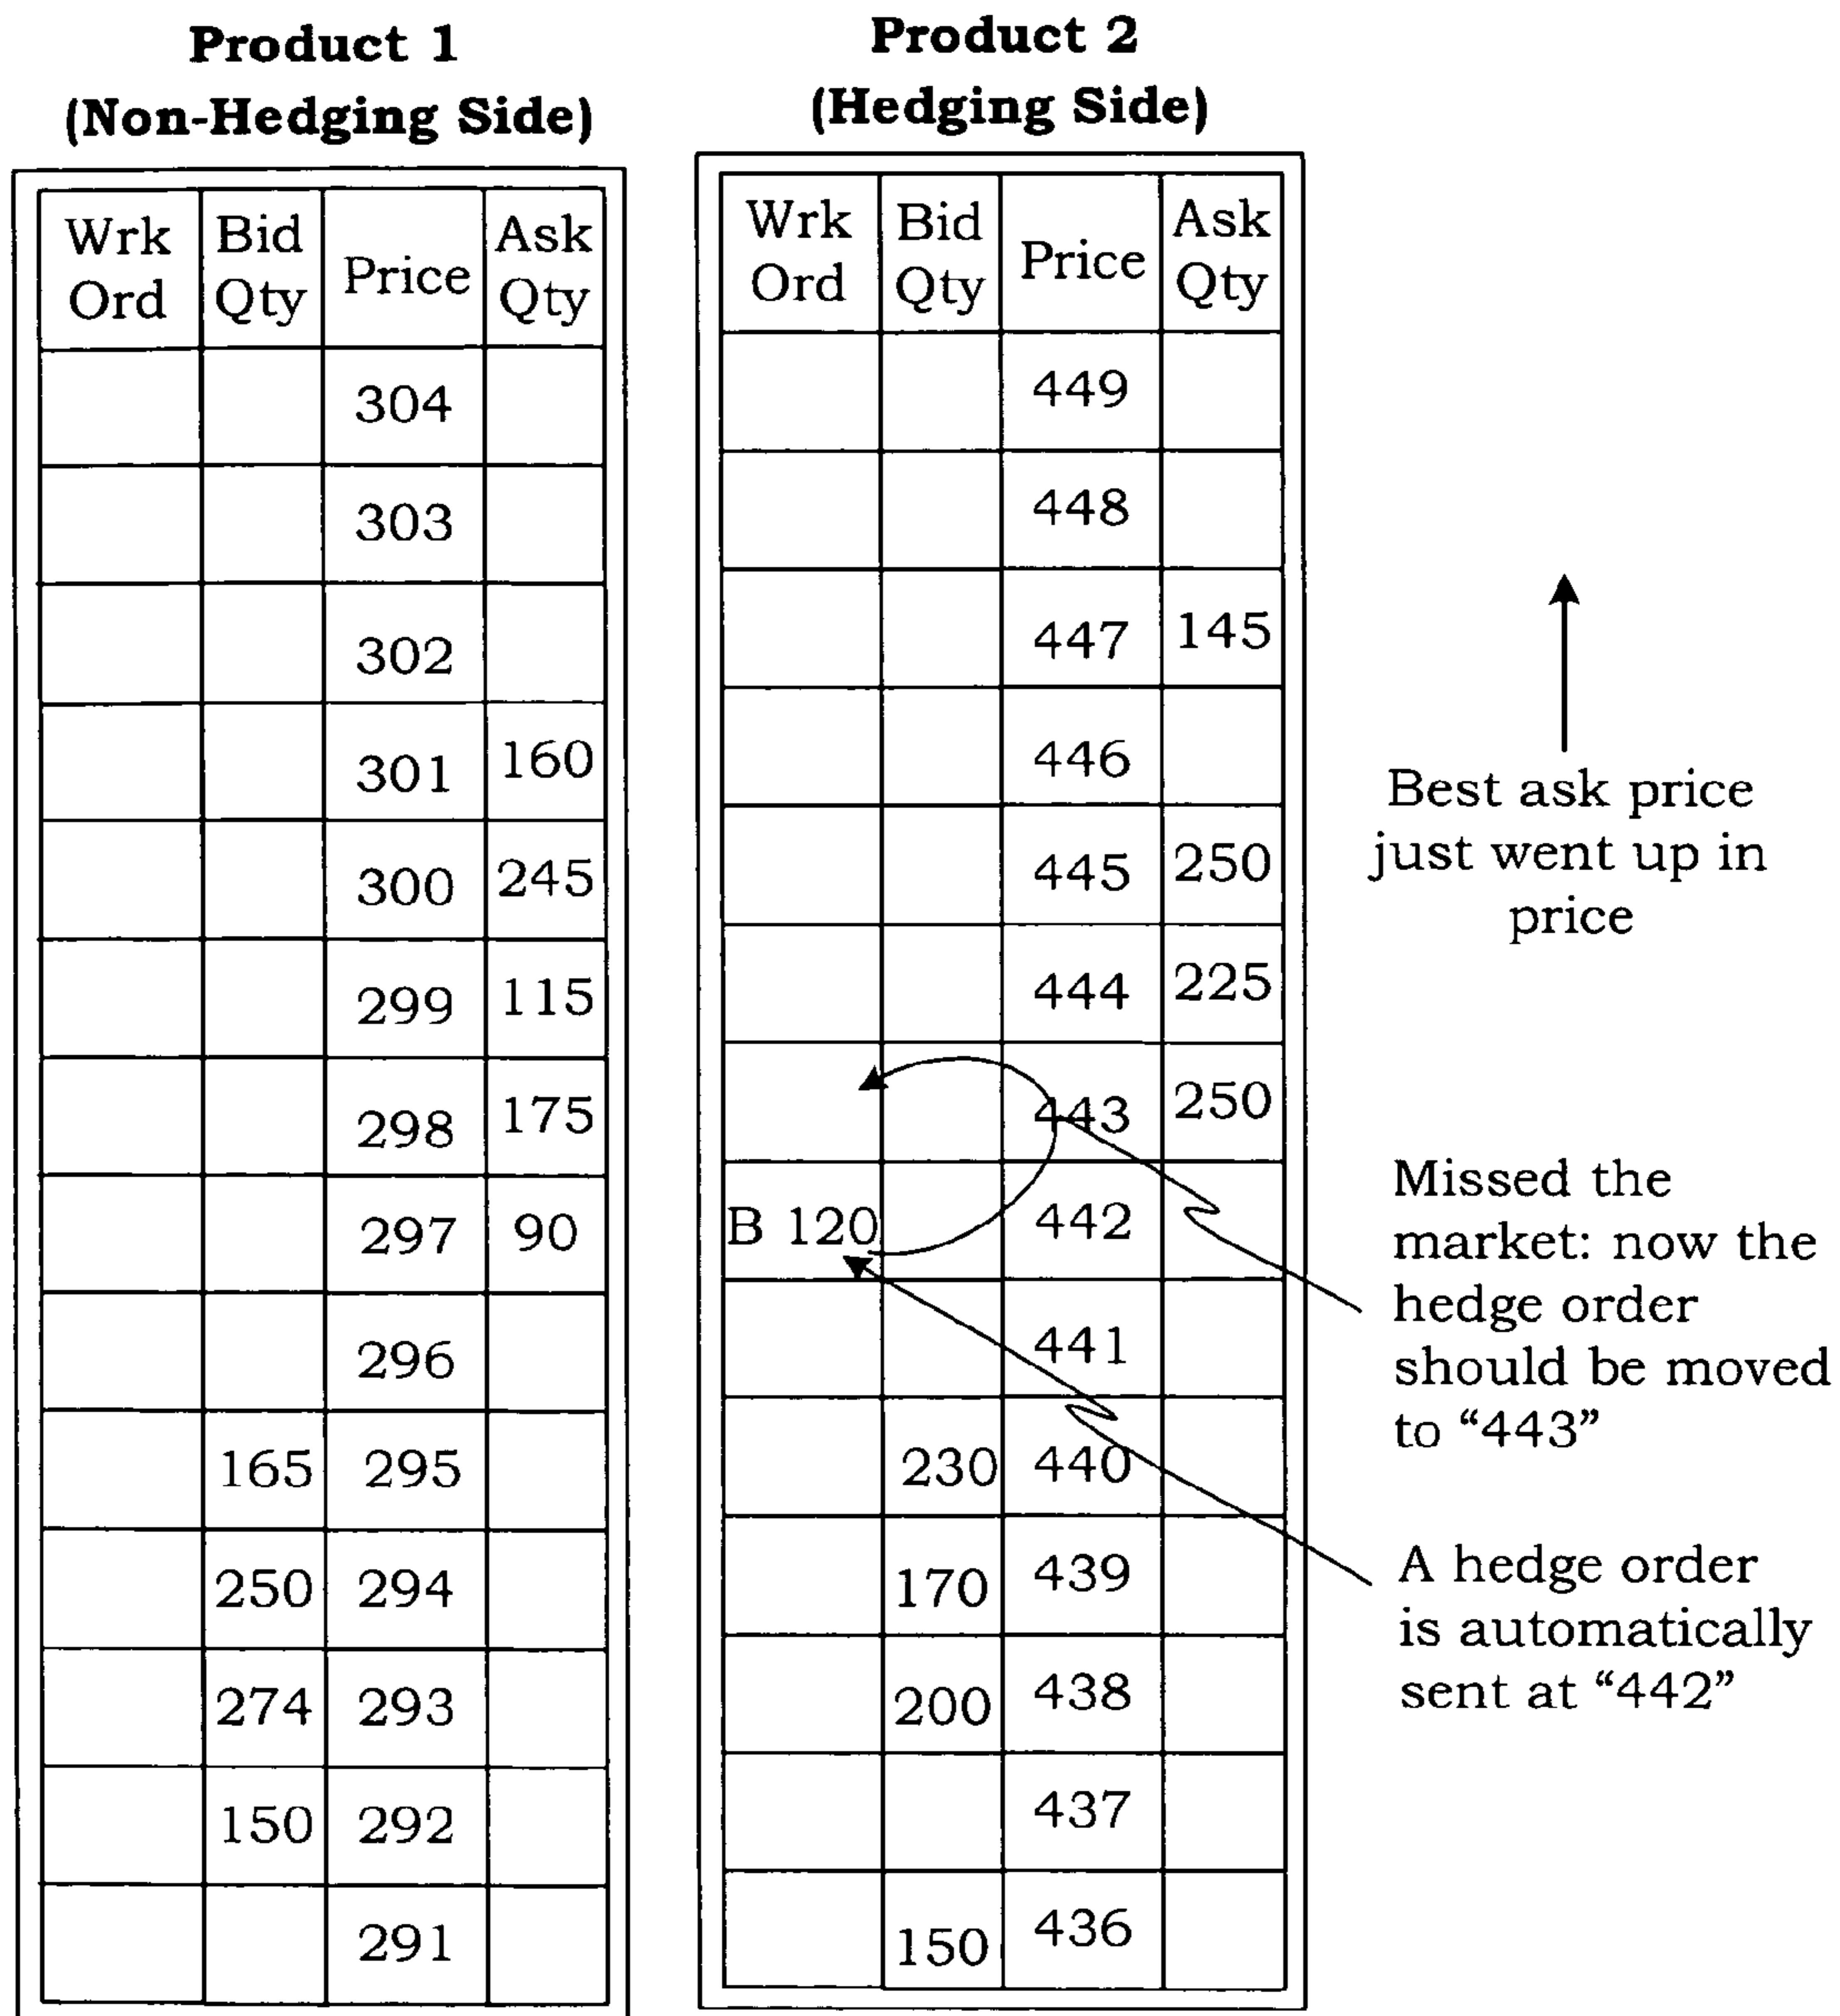 Product 1
(Non-Hedging Side)
Wrk Ord Bid Qty Price Ask Qty
304
303
302
301 160
300 245
299 115
298 175
297 90
296
165 295
250 294
274 293
150 292
291
Product 2
(Hedging Side)
Wrk Ord Bid Qty Price Ask Qty
449
448
447 145
446
445 250
444 225
443 250
B 120 442
441
230 440
170 439
200 438
437
150 436
Best ask price
just went up in
price
Missed the
market: now the
hedge order
should be moved
to “443”
A hedge order
is automatically
sent at “442”